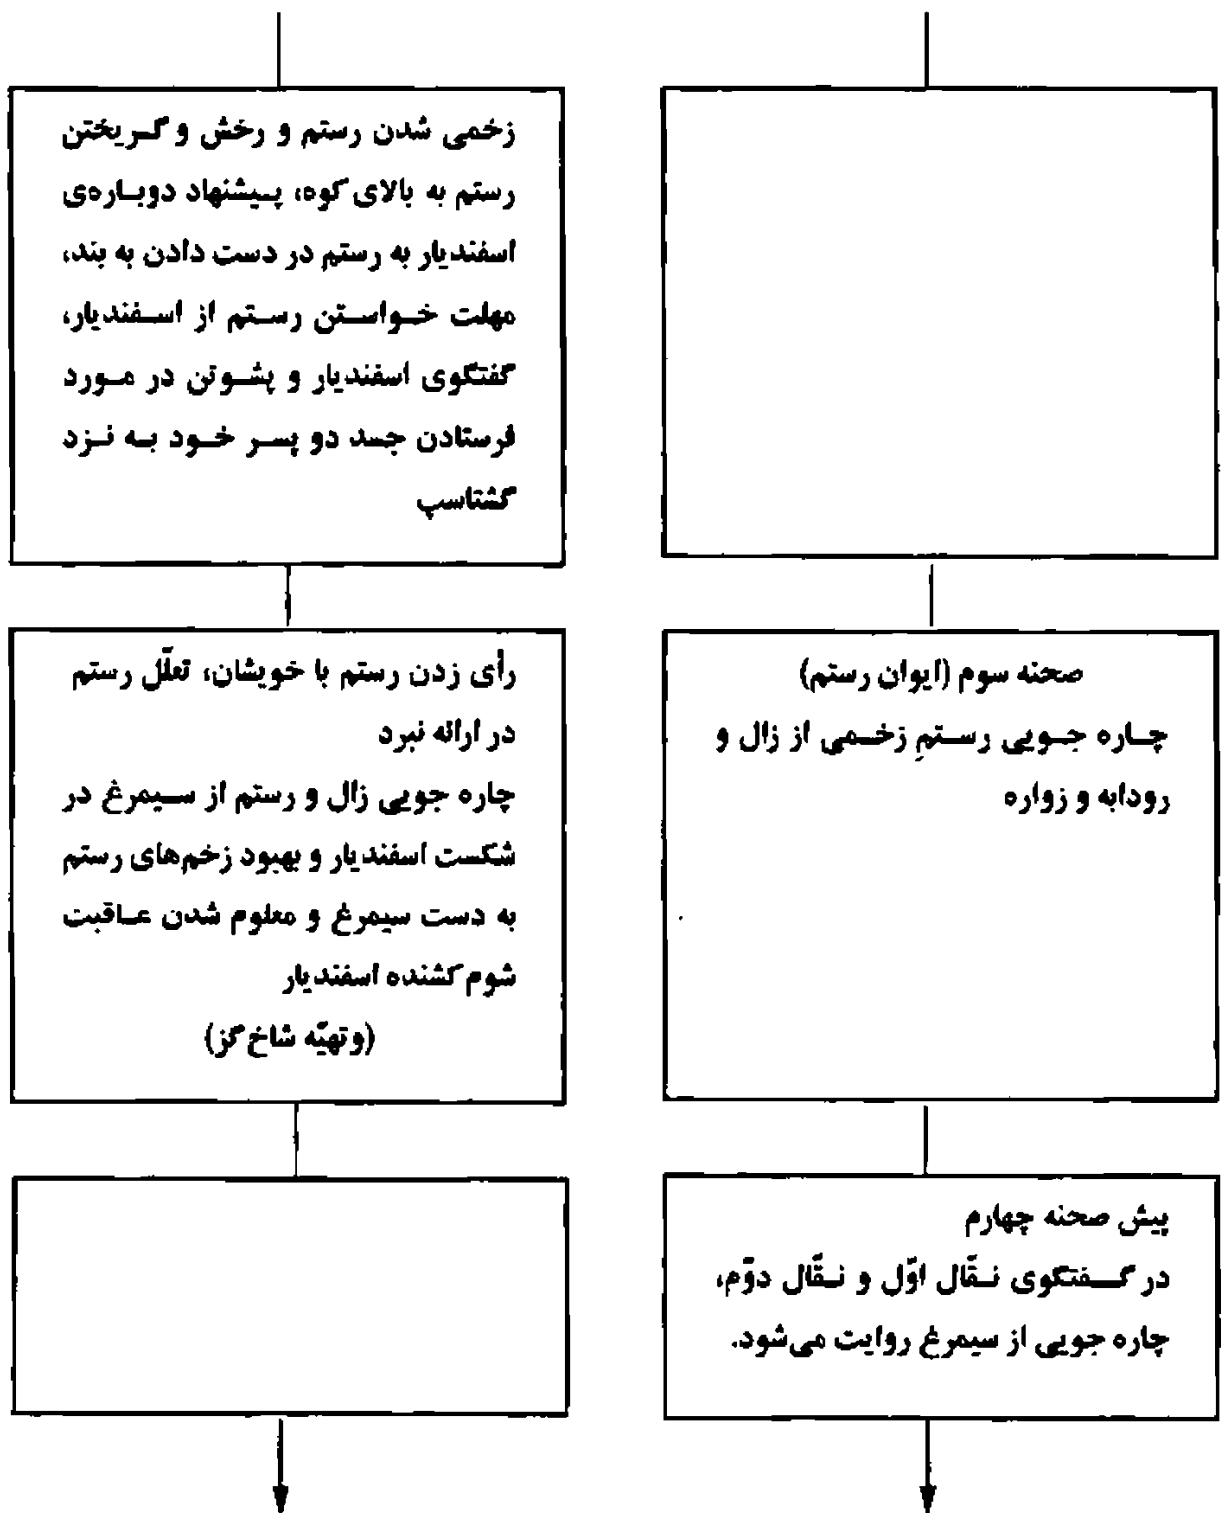 زخمی شدن رستم و رخش و گریختن
رستم به بالای کوه، پیشنهاد دوباره‌ی
اسفندیار به رستم در دست دادن به بند،
مهلت خواستن رستم از اسفندیار،
گفتگوی اسفندیار و پشوتن در مورد
فرستادن جسد دو پسر خود به نزد
گشتاسپ
صحنه سوم (ایوان رستم)
چاره جویی رستمِ زخمی از زال و
رودابه و زواره
رأی زدن رستم با خویشان، تعلّل رستم
در ارائه نبرد
چاره جویی زال و رستم از سیمرغ در
شکست اسفندیار و بهبود زخم‌های رستم
به دست سیمرغ و معلوم شدن عاقبت
شوم کشنده اسفندیار
(و تهیّه شاخ گز)
پیش صحنه چهارم
در گفتگوی نقّال اوّل و نقّال دوّم،
چاره جویی از سیمرغ روایت می‌شود.